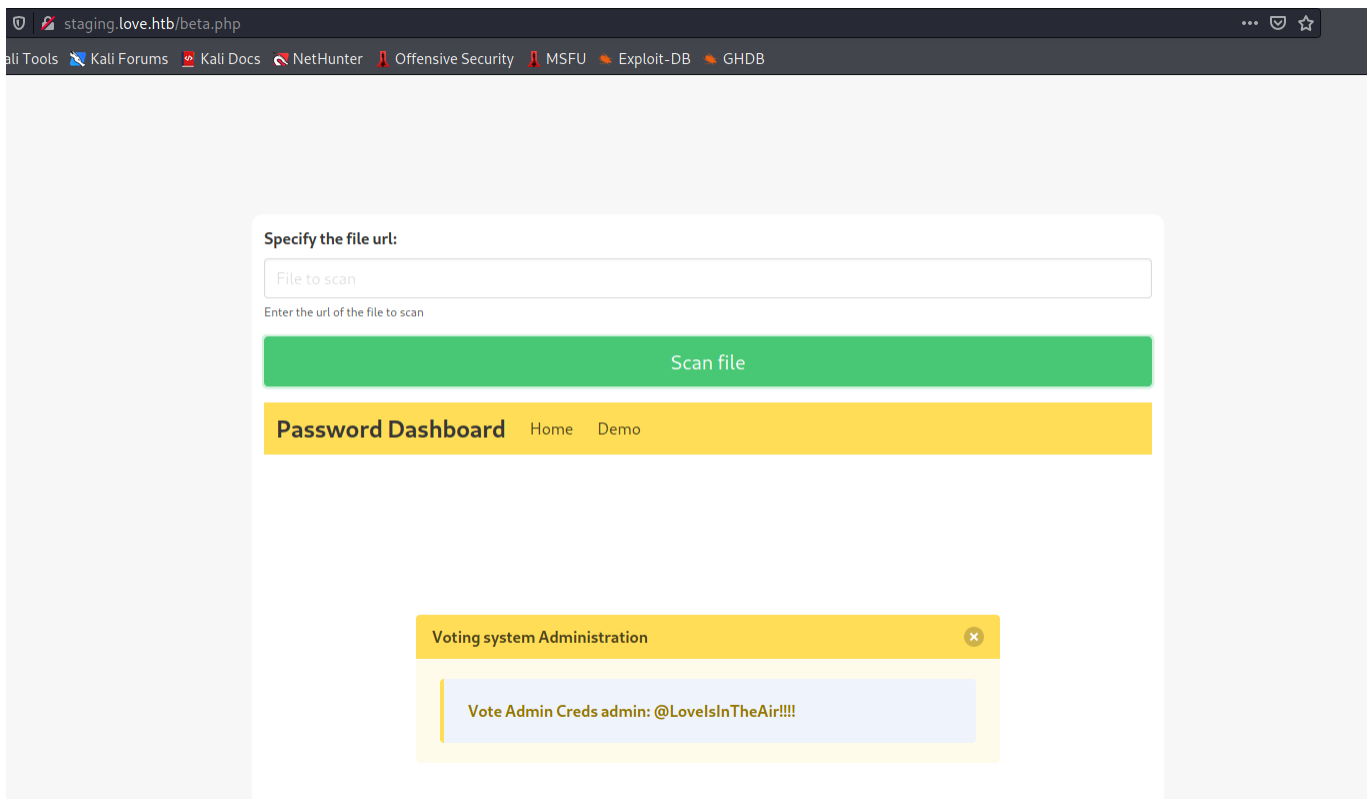 staging.love.htb/beta.php
ali Tools Kali Forums Kali Docs NetHunter Offensive Security MSFU Exploit-DB GHDB
Specify the file url:
File to scan
Enter the url of the file to scan
Scan file
Password Dashboard Home Demo
Voting system Administration
Vote Admin Creds admin: @LoveIsInTheAir!!!!